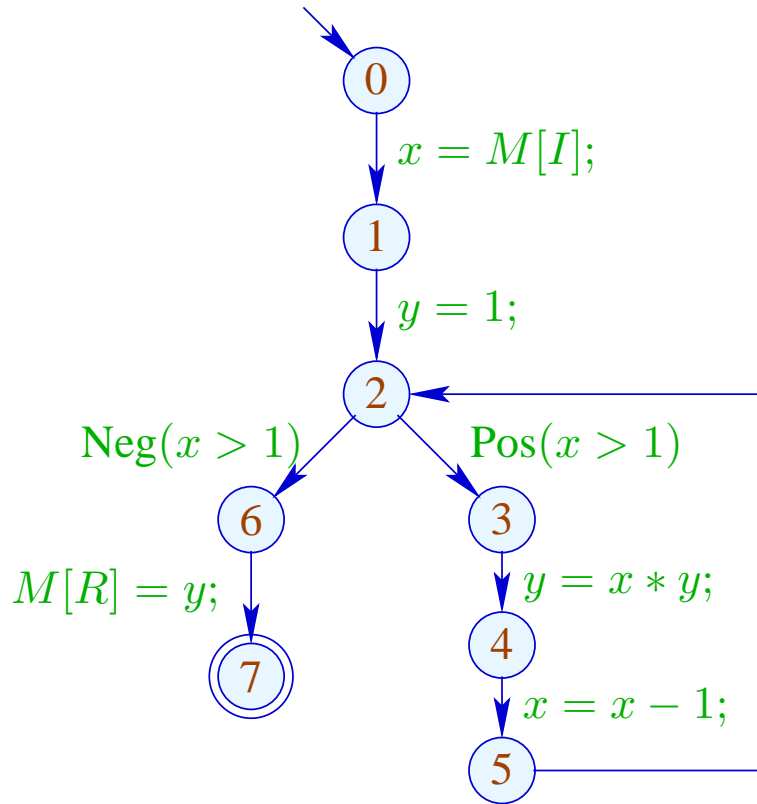 0
x = M[I];
1
y = 1;
2
Neg(x > 1) Pos(x > 1)
6 3
M[R] = y; y = x ∗ y;
7 4
x = x − 1;
5